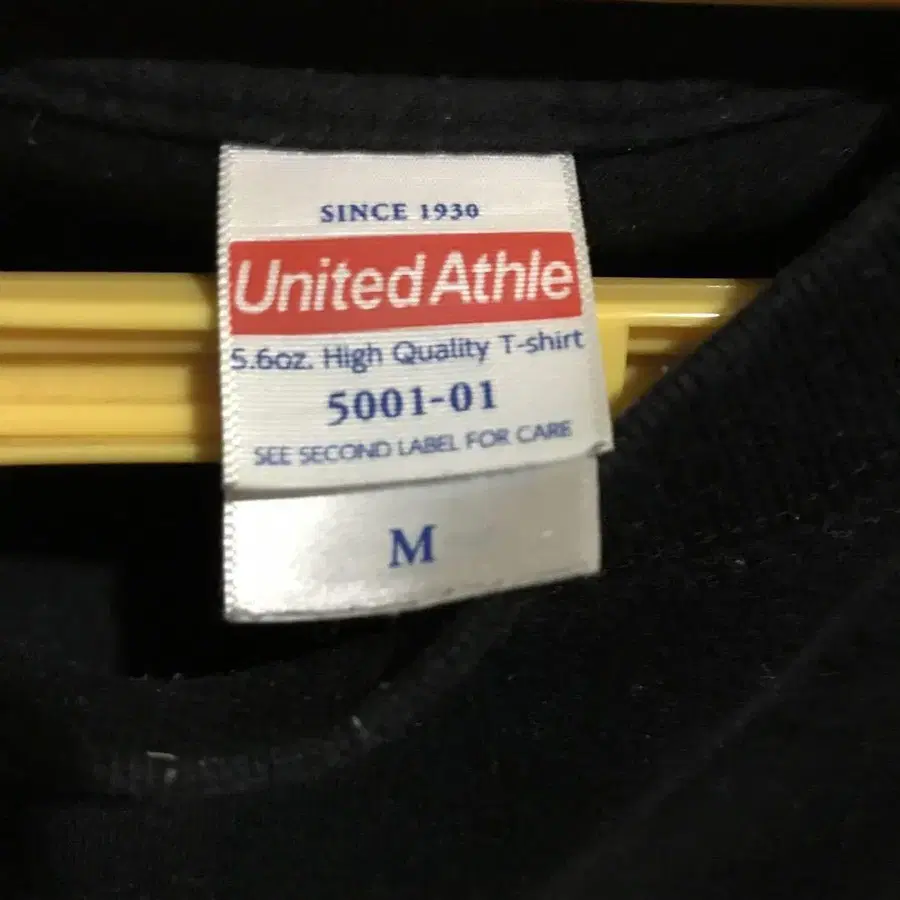 SINCE 1930
United Athle
5.6oz. High Quality T-shirt
5001-01
SEE SECOND LABEL FOR CARE
M